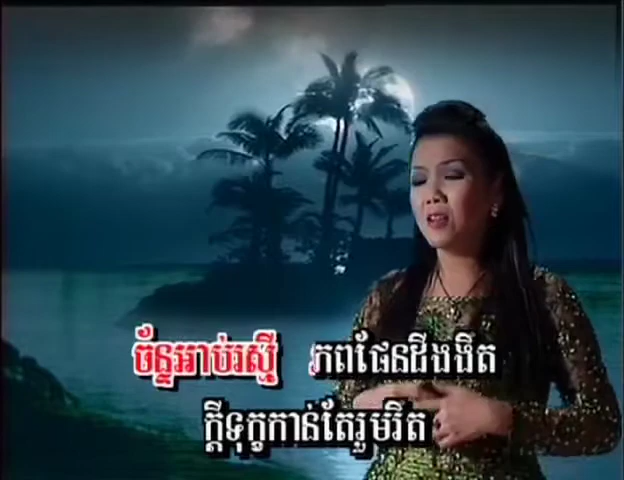 ច័ន្ទអាប់រស្មី ភពផែនដីងងឹត
ក្ដីទុក្ខកាន់តែរួមរឹត